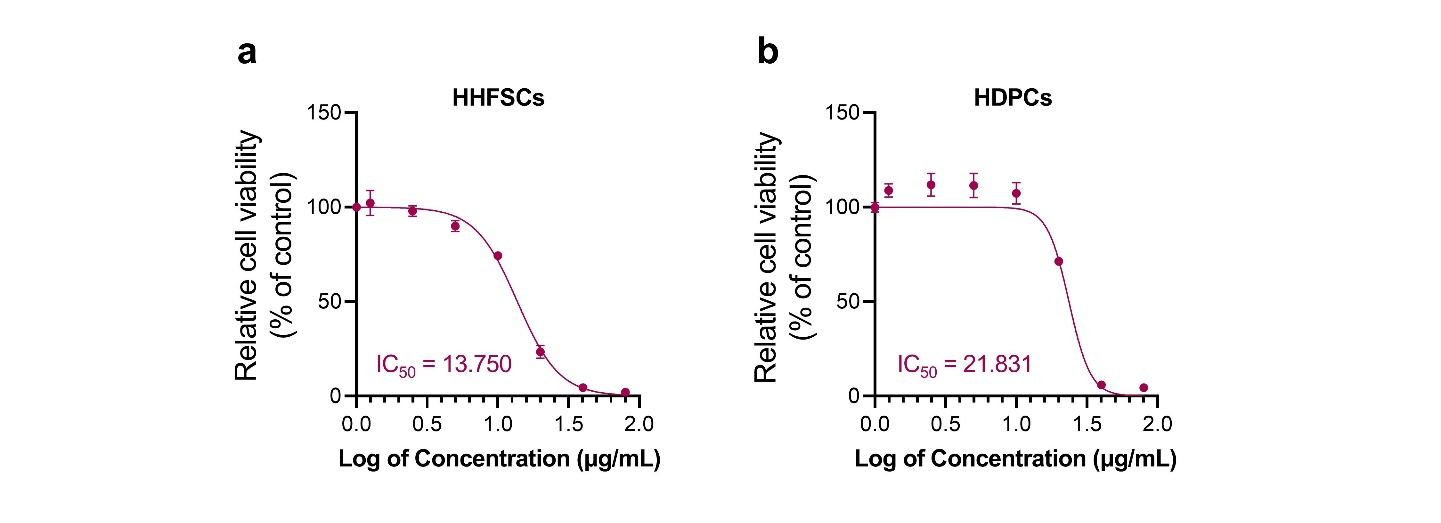 a
HHFSCs
Relative cell viability
(% of control)
150
100
50
0
IC50 = 13.750
0.0 0.5 1.0 1.5 2.0
Log of Concentration (µg/mL)
b
HDPCs
Relative cell viability
(% of control)
150
100
50
0
IC50 = 21.831
0.0 0.5 1.0 1.5 2.0
Log of Concentration (µg/mL)